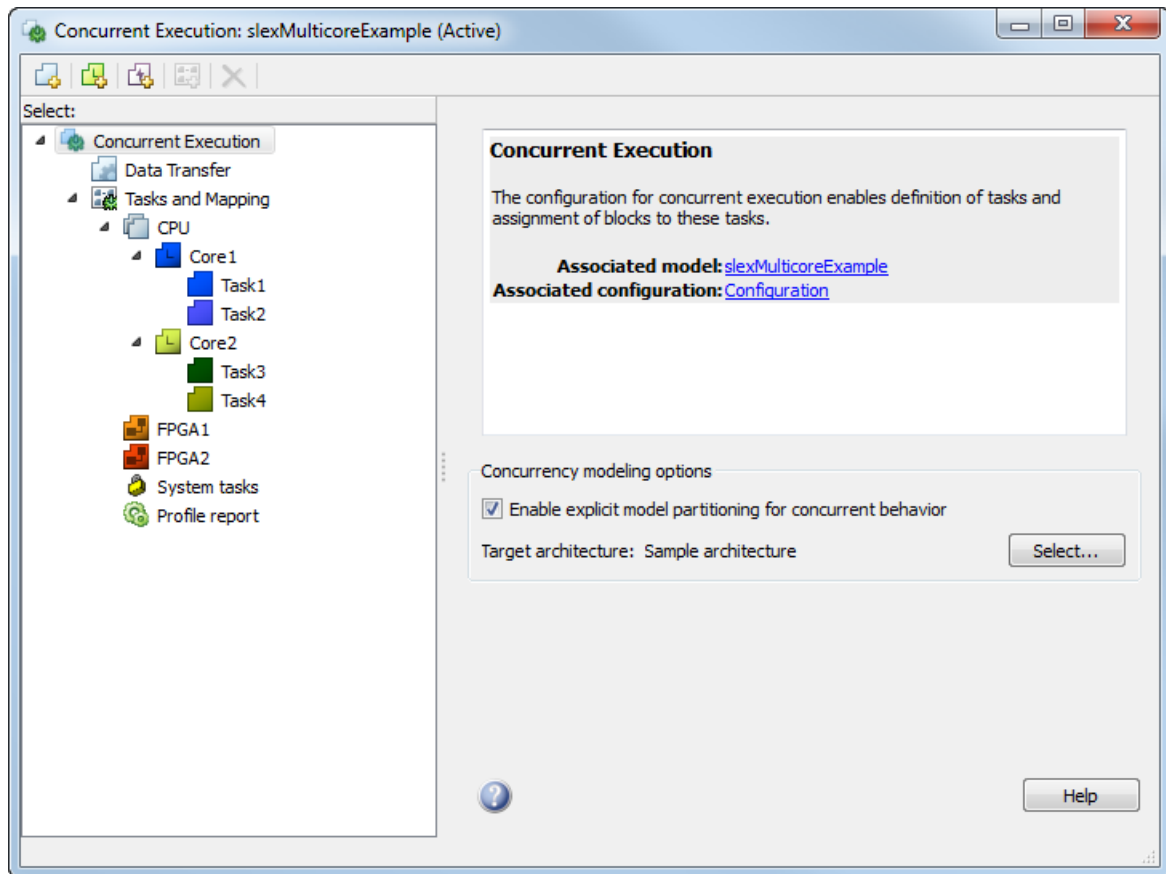 Concurrent Execution: slexMulticoreExample (Active)
Select:
Concurrent Execution
Data Transfer
Tasks and Mapping
CPU
Core1
Task1
Task2
Core2
Task3
Task4
FPGA1
FPGA2
System tasks
Profile report
Concurrent Execution
The configuration for concurrent execution enables definition of tasks and
assignment of blocks to these tasks.
Associated model: slexMulticoreExample
Associated configuration: Configuration
Concurrency modeling options
Enable explicit model partitioning for concurrent behavior
Target architecture: Sample architecture
Select...
Help